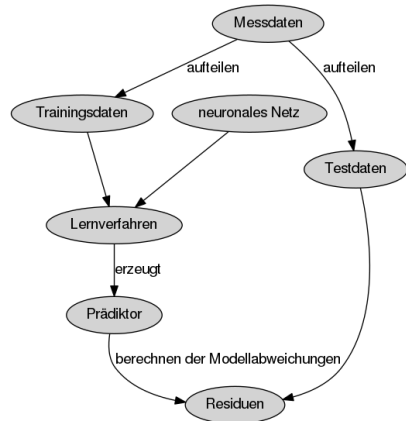 Messdaten
aufteilen
aufteilen
Trainingsdaten
neuronales Netz
Testdaten
Lernverfahren
erzeugt
Prädiktor
berechnen der Modellabweichungen
Residuen